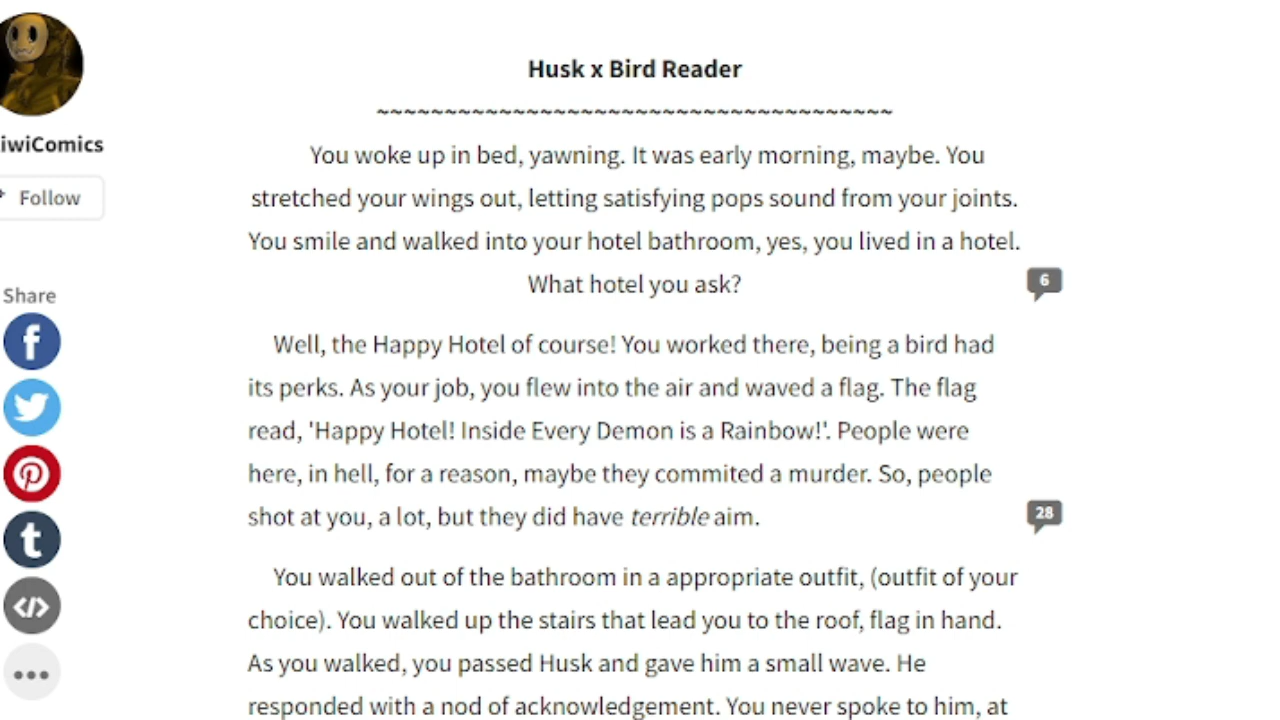 Husk x Bird Reader
~~~~~~~~~~~~~~~~~~~~~~~~~~~~~~~~~~~~~~
You woke up in bed, yawning. It was early morning, maybe. You
stretched your wings out, letting satisfying pops sound from your joints.
You smile and walked into your hotel bathroom, yes, you lived in a hotel.
What hotel you ask?
6
Well, the Happy Hotel of course! You worked there, being a bird had
its perks. As your job, you flew into the air and waved a flag. The flag
read, 'Happy Hotel! Inside Every Demon is a Rainbow!'. People were
here, in hell, for a reason, maybe they commited a murder. So, people
shot at you, a lot, but they did have terrible aim.
28
You walked out of the bathroom in a appropriate outfit, (outfit of your
choice). You walked up the stairs that lead you to the roof, flag in hand.
As you walked, you passed Husk and gave him a small wave. He
responded with a nod of acknowledgement. You never spoke to him, at
iwiComics
Follow
Share
f
t
</>